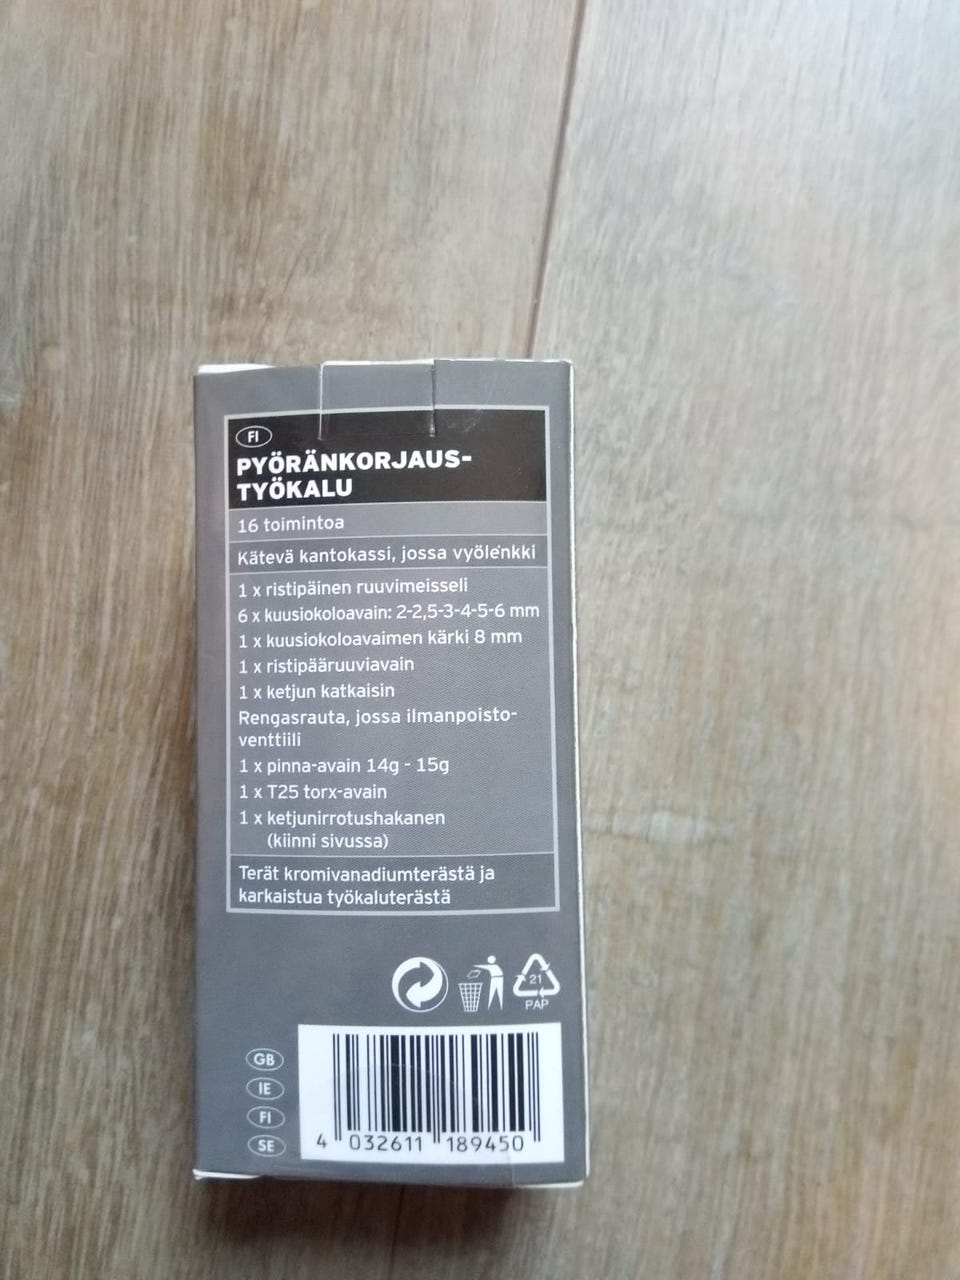 FI
PYÖRÄNKORJAUS-
TYÖKALU
16 toimintoa
Kätevä kantokassi, jossa vyölenkki
1 x ristipäinen ruuvimeisseli
6 x kuusiokoloavain: 2-2,5-3-4-5-6 mm
1 x kuusiokoloavaimen kärki 8 mm
1 x ristipääruuviavain
1 x ketjun katkaisin
Rengasrauta, jossa ilmanpoisto-
venttiili
1 x pinna-avain 14g - 15g
1 x T25 torx-avain
1 x ketjunirrotushakanen
(kiinni sivussa)
Terät kromivanadiumterästä ja
karkaistua työkaluterästä
21
PAP
GB
IE
FI
SE
4 032611 189450